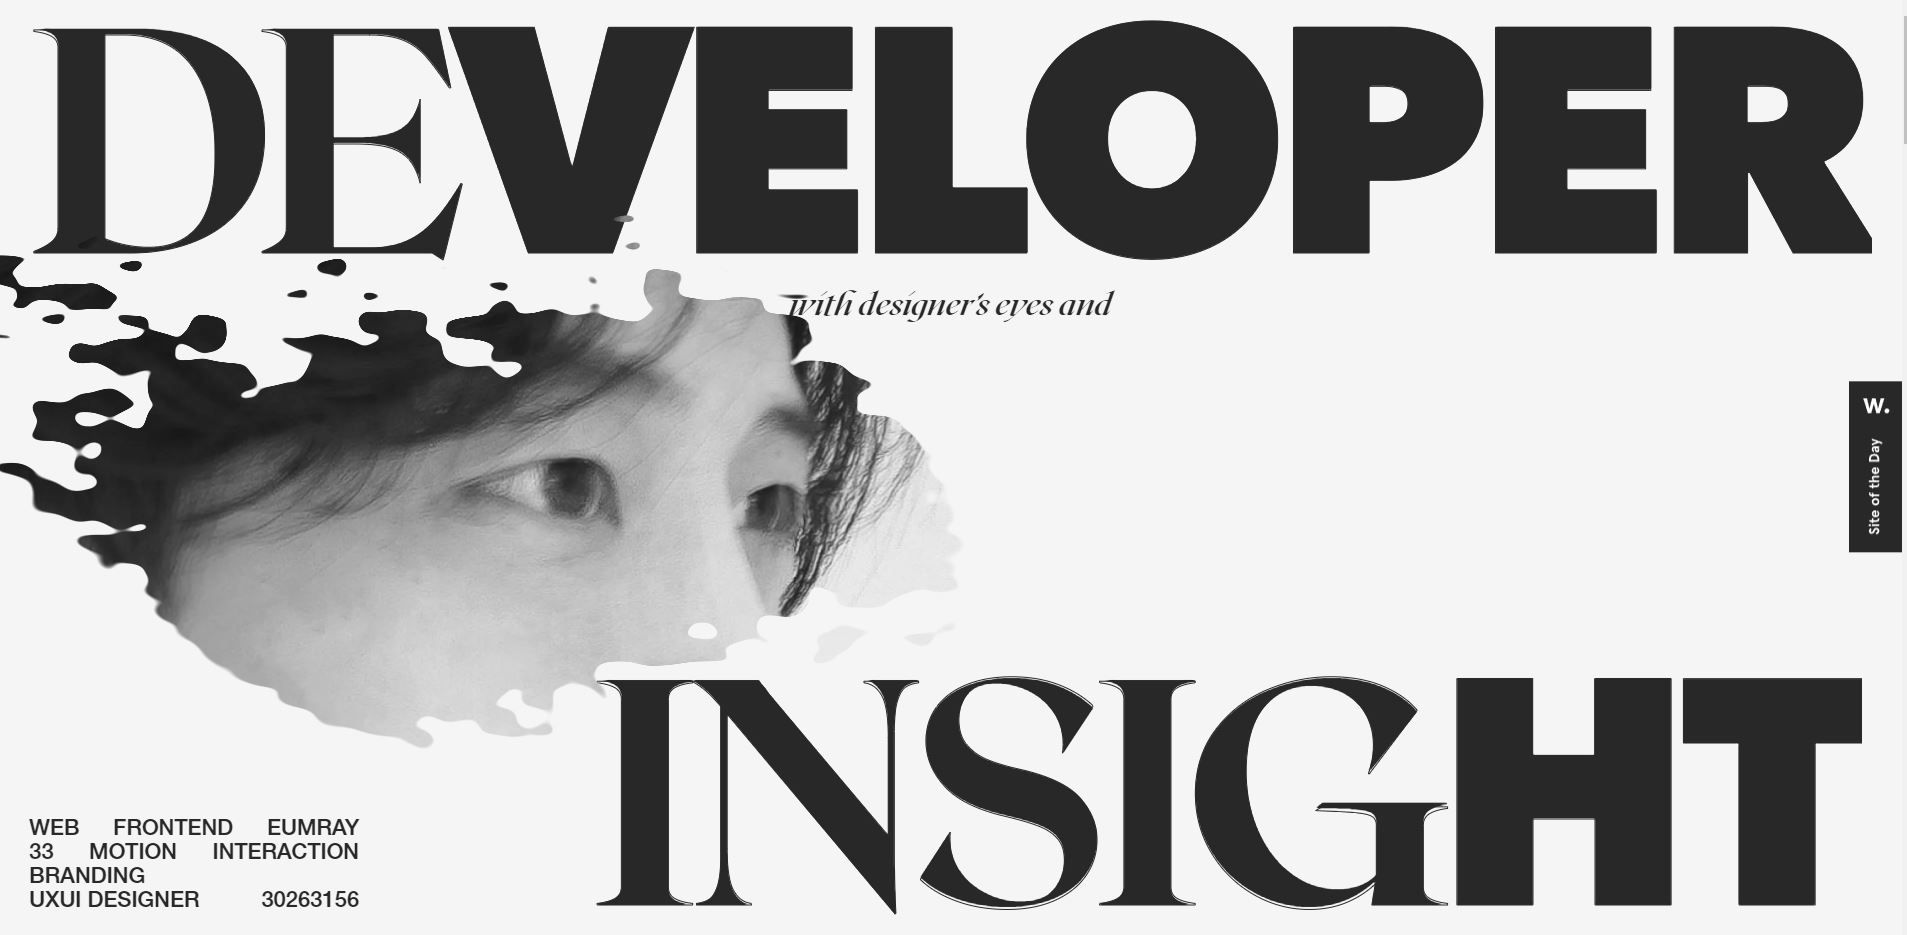 DEVELOPER
with designer's eyes and
W.
Site of the Day
INSIGHT
WEB FRONTEND EUMRAY
33 MOTION INTERACTION
BRANDING
UXUI DESIGNER 30263156